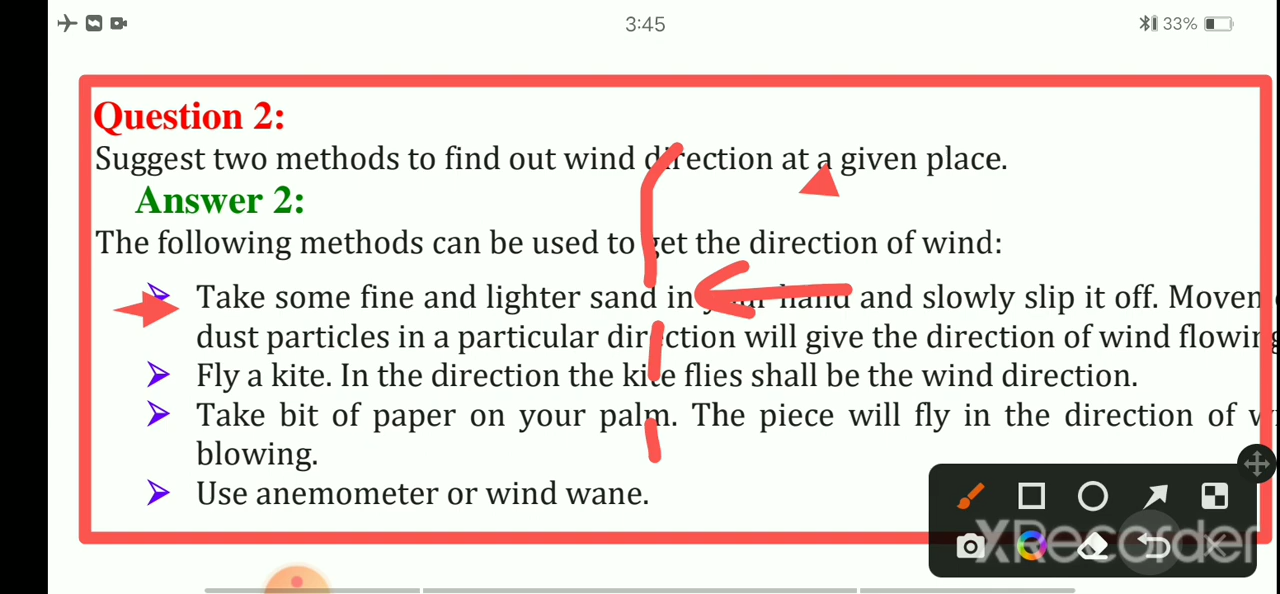 3:45
33%
Question 2:
Suggest two methods to find out wind direction at a given place.
Answer 2:
The following methods can be used to get the direction of wind:
Take some fine and lighter sand in your hand and slowly slip it off.
dust particles in a particular direction will give the direction of wind
Fly a kite. In the direction the kite flies shall be the wind direction.
Take bit of paper on your palm. The piece will fly in the direction of
blowing.
Use anemometer or wind wane.
XRecorder